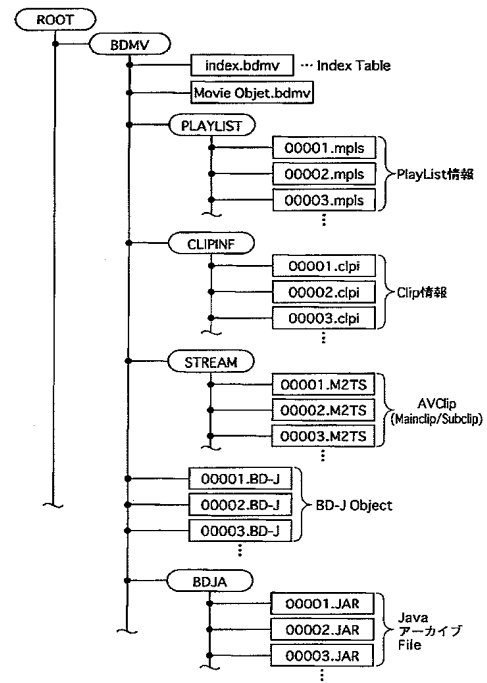 ROOT
BDMV
index.bdmv … Index Table
Movie Objet.bdmv
PLAYLIST
00001.mpls
00002.mpls
00003.mpls
PlayList情報
CLIPINF
00001.clpi
00002.clpi
00003.clpi
Clip情報
STREAM
00001.M2TS
00002.M2TS
00003.M2TS
AVClip
(Mainclip/Subclip)
00001.BD-J
00002.BD-J
00003.BD-J
BD-J Object
BDJA
00001.JAR
00002.JAR
00003.JAR
Java
アーカイブ
File